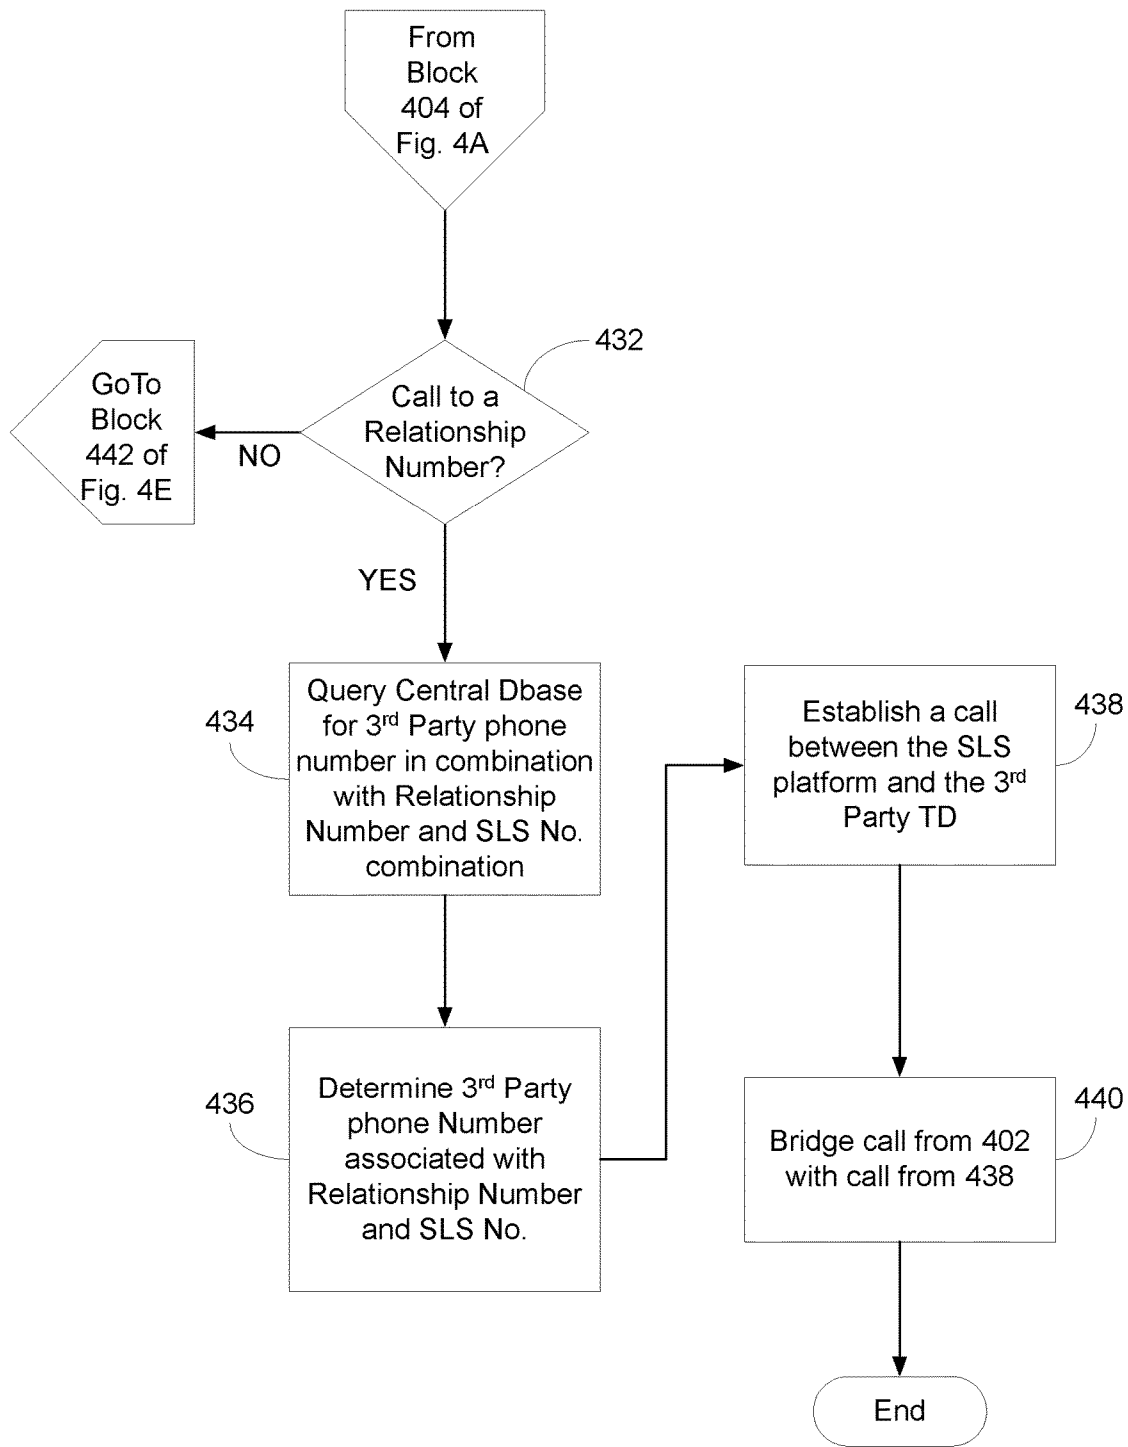 From
Block
404 of
Fig. 4A
432
Call to a
Relationship
Number?
GoTo
Block
442 of
Fig. 4E
NO
YES
434
Query Central Dbase
for 3rd Party phone
number in combination
with Relationship
Number and SLS No.
combination
436
Determine 3rd Party
phone Number
associated with
Relationship Number
and SLS No.
438
Establish a call
between the SLS
platform and the 3rd
Party TD
440
Bridge call from 402
with call from 438
End